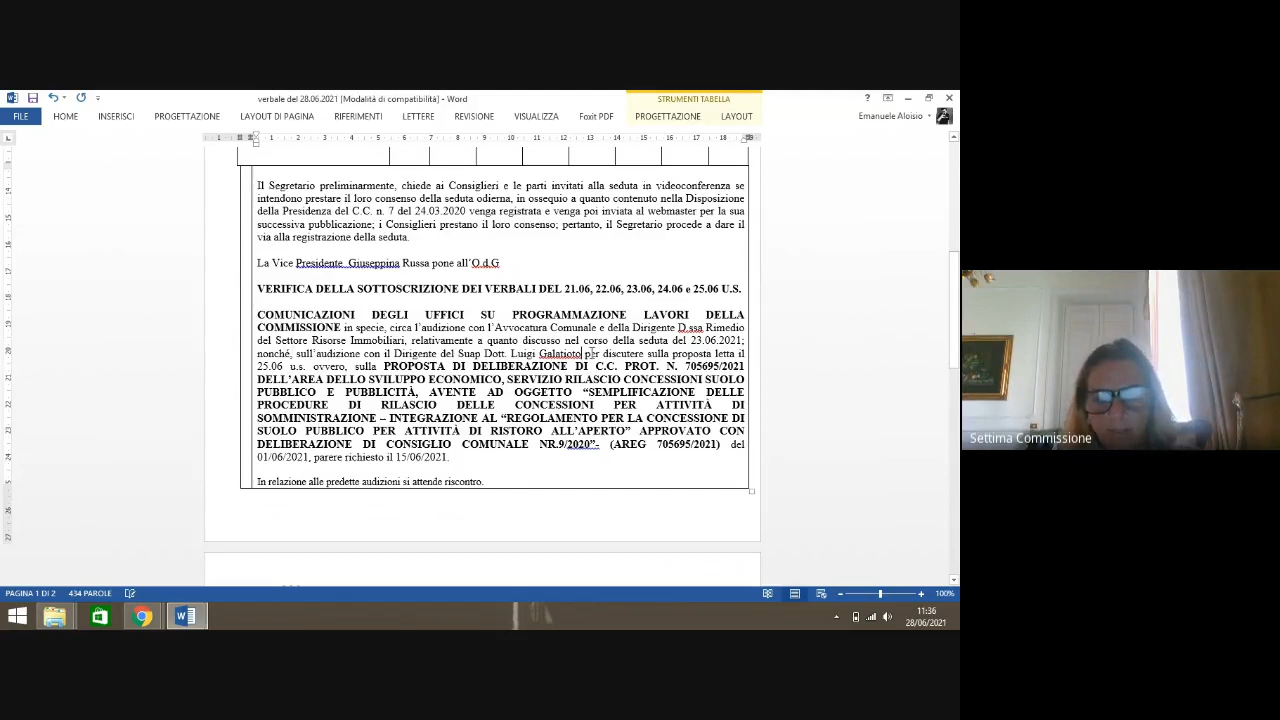 verbale del 28.06.2021 [Modalità di compatibilità] - Word
STRUMENTI TABELLA
FILE HOME INSERISCI PROGETTAZIONE LAYOUT DI PAGINA RIFERIMENTI LETTERE REVISIONE VISUALIZZA Foxit PDF PROGETTAZIONE LAYOUT Emanuele Aloisio
Il Segretario preliminarmente, chiede ai Consiglieri e le parti invitati alla seduta in videoconferenza se
intendono prestare il loro consenso della seduta odierna, in ossequio a quanto contenuto nella Disposizione
della Presidenza del C.C. n. 7 del 24.03.2020 venga registrata e venga poi inviata al webmaster per la sua
successiva pubblicazione; i Consiglieri prestano il loro consenso; pertanto, il Segretario procede a dare il
via alla registrazione della seduta.
La Vice Presidente Giuseppina Russa pone all'O.d.G
VERIFICA DELLA SOTTOSCRIZIONE DEI VERBALI DEL 21.06, 22.06, 23.06, 24.06 e 25.06 U.S.
COMUNICAZIONI DEGLI UFFICI SU PROGRAMMAZIONE LAVORI DELLA
COMMISSIONE in specie, circa l'audizione con l'Avvocatura Comunale e della Dirigente D.ssa Rimedio
del Settore Risorse Immobiliari, relativamente a quanto discusso nel corso della seduta del 23.06.2021;
nonché, sull'audizione con il Dirigente del Suap Dott. Luigi Galatioto per discutere sulla proposta letta il
25.06 u.s. ovvero, sulla PROPOSTA DI DELIBERAZIONE DI C.C. PROT. N. 705695/2021
DELL'AREA DELLO SVILUPPO ECONOMICO, SERVIZIO RILASCIO CONCESSIONI SUOLO
PUBBLICO E PUBBLICITÀ, AVENTE AD OGGETTO "SEMPLIFICAZIONE DELLE
PROCEDURE DI RILASCIO DELLE CONCESSIONI PER ATTIVITÀ DI
SOMMINISTRAZIONE – INTEGRAZIONE AL "REGOLAMENTO PER LA CONCESSIONE DI
SUOLO PUBBLICO PER ATTIVITÀ DI RISTORO ALL'APERTO" APPROVATO CON
DELIBERAZIONE DI CONSIGLIO COMUNALE NR.9/2020"- (AREG 705695/2021) del
01/06/2021, parere richiesto il 15/06/2021.
In relazione alle predette audizioni si attende riscontro.
Settima Commissione
PAGINA 1 DI 2 434 PAROLE 100%
11:36
28/06/2021